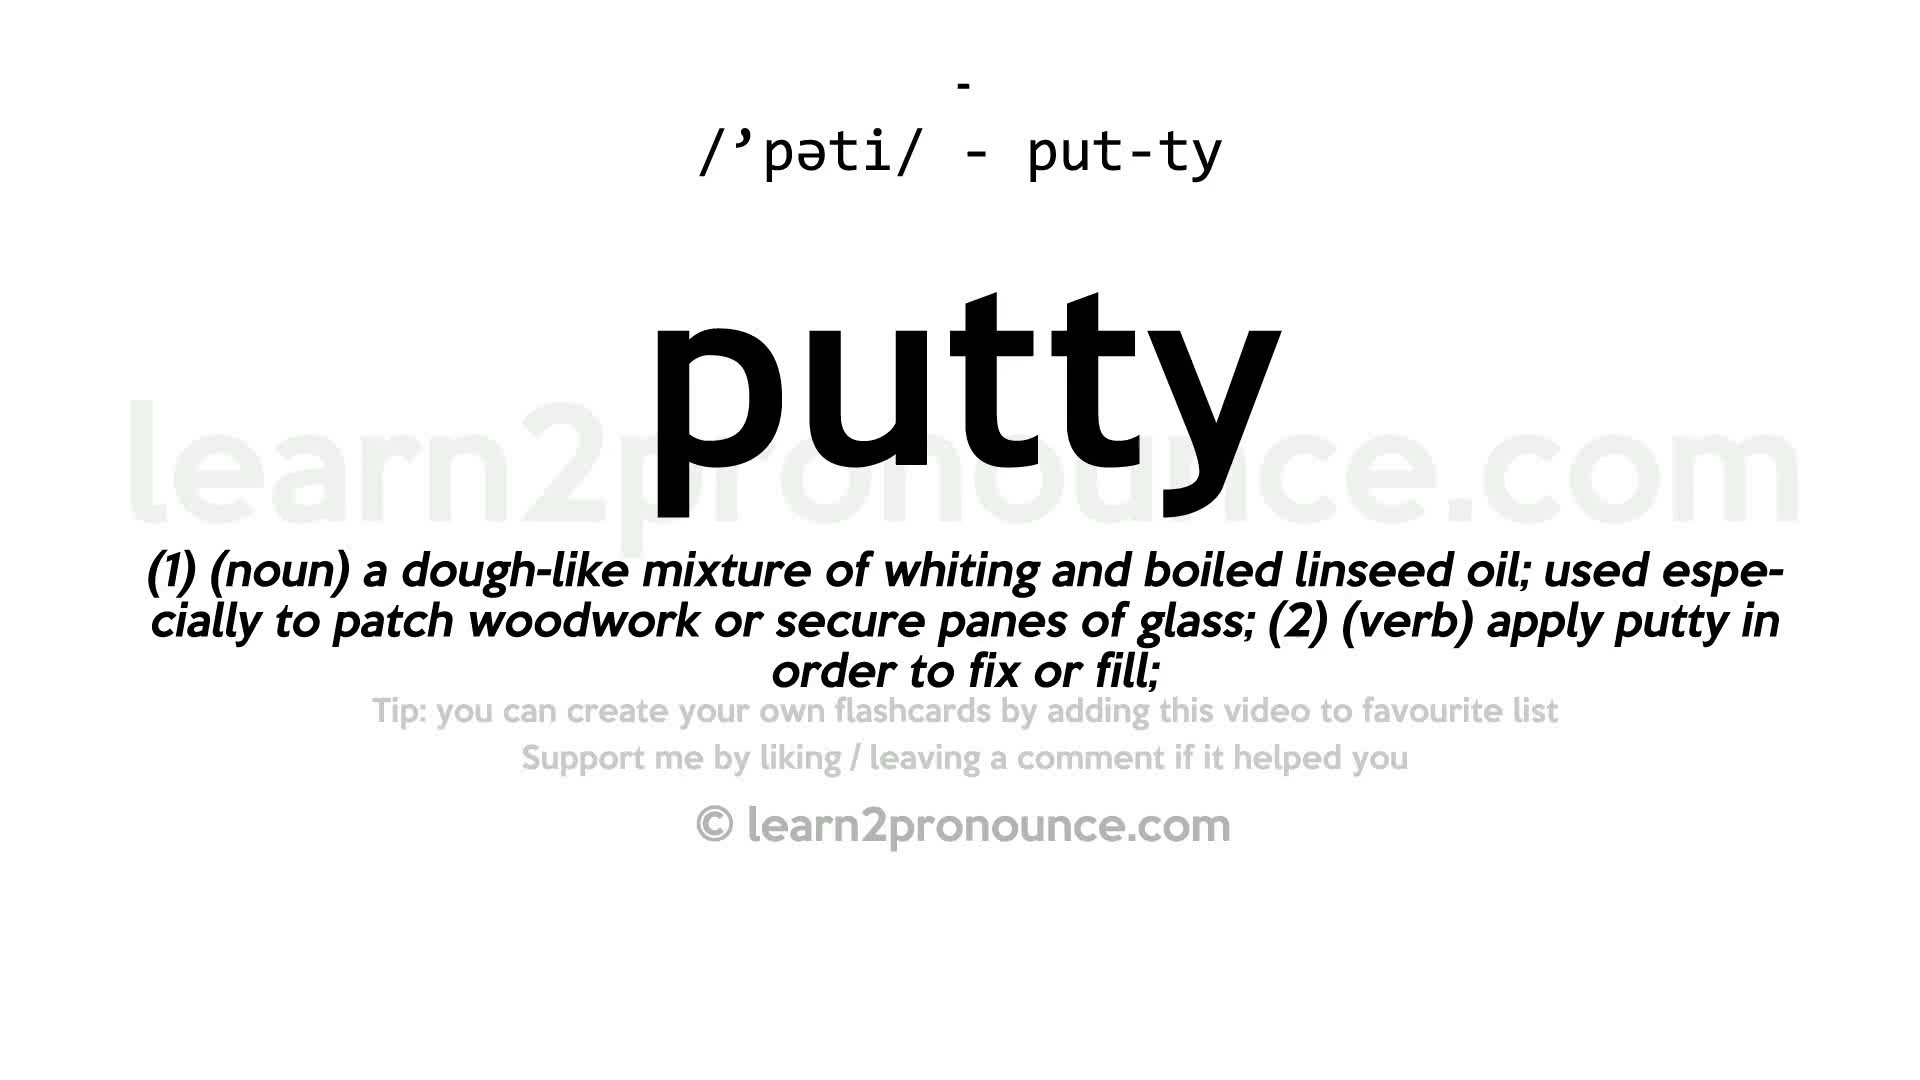 -
/’pəti/ - put-ty
putty
learn2pronounce.com
(1) (noun) a dough-like mixture of whiting and boiled linseed oil; used espe-
cially to patch woodwork or secure panes of glass; (2) (verb) apply putty in
order to fix or fill;
Tip: you can create your own flashcards by adding this video to favourite list
Support me by liking / leaving a comment if it helped you
© learn2pronounce.com